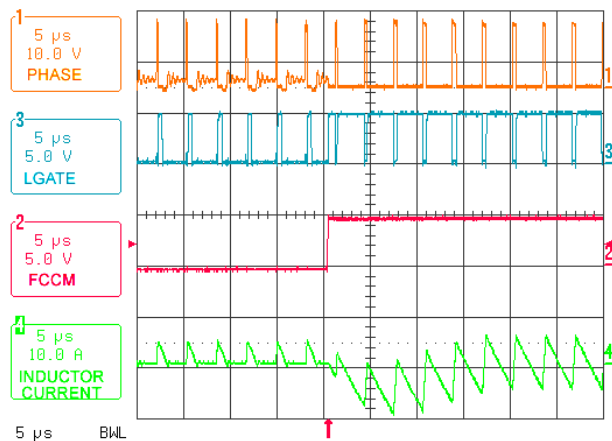 1
5 µs
10.0 V
PHASE
1
3
5 µs
5.0 V
LGATE
3
2
5 µs
5.0 V
FCCM
2
4
5 µs
10.0 A
INDUCTOR
CURRENT
4
5 µs BWL